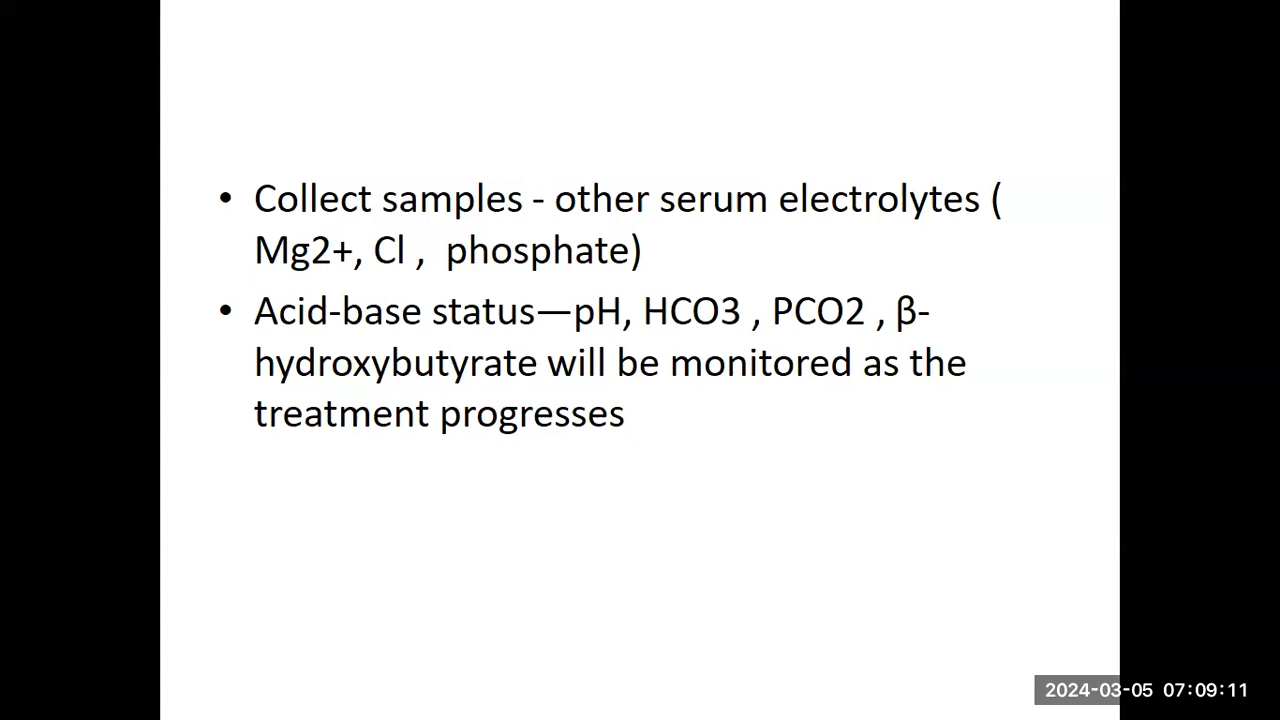 • Collect samples - other serum electrolytes (
Mg2+, Cl ,  phosphate)
• Acid-base status—pH, HCO3 , PCO2 , β-
hydroxybutyrate will be monitored as the
treatment progresses
2024-03-05 07:09:11